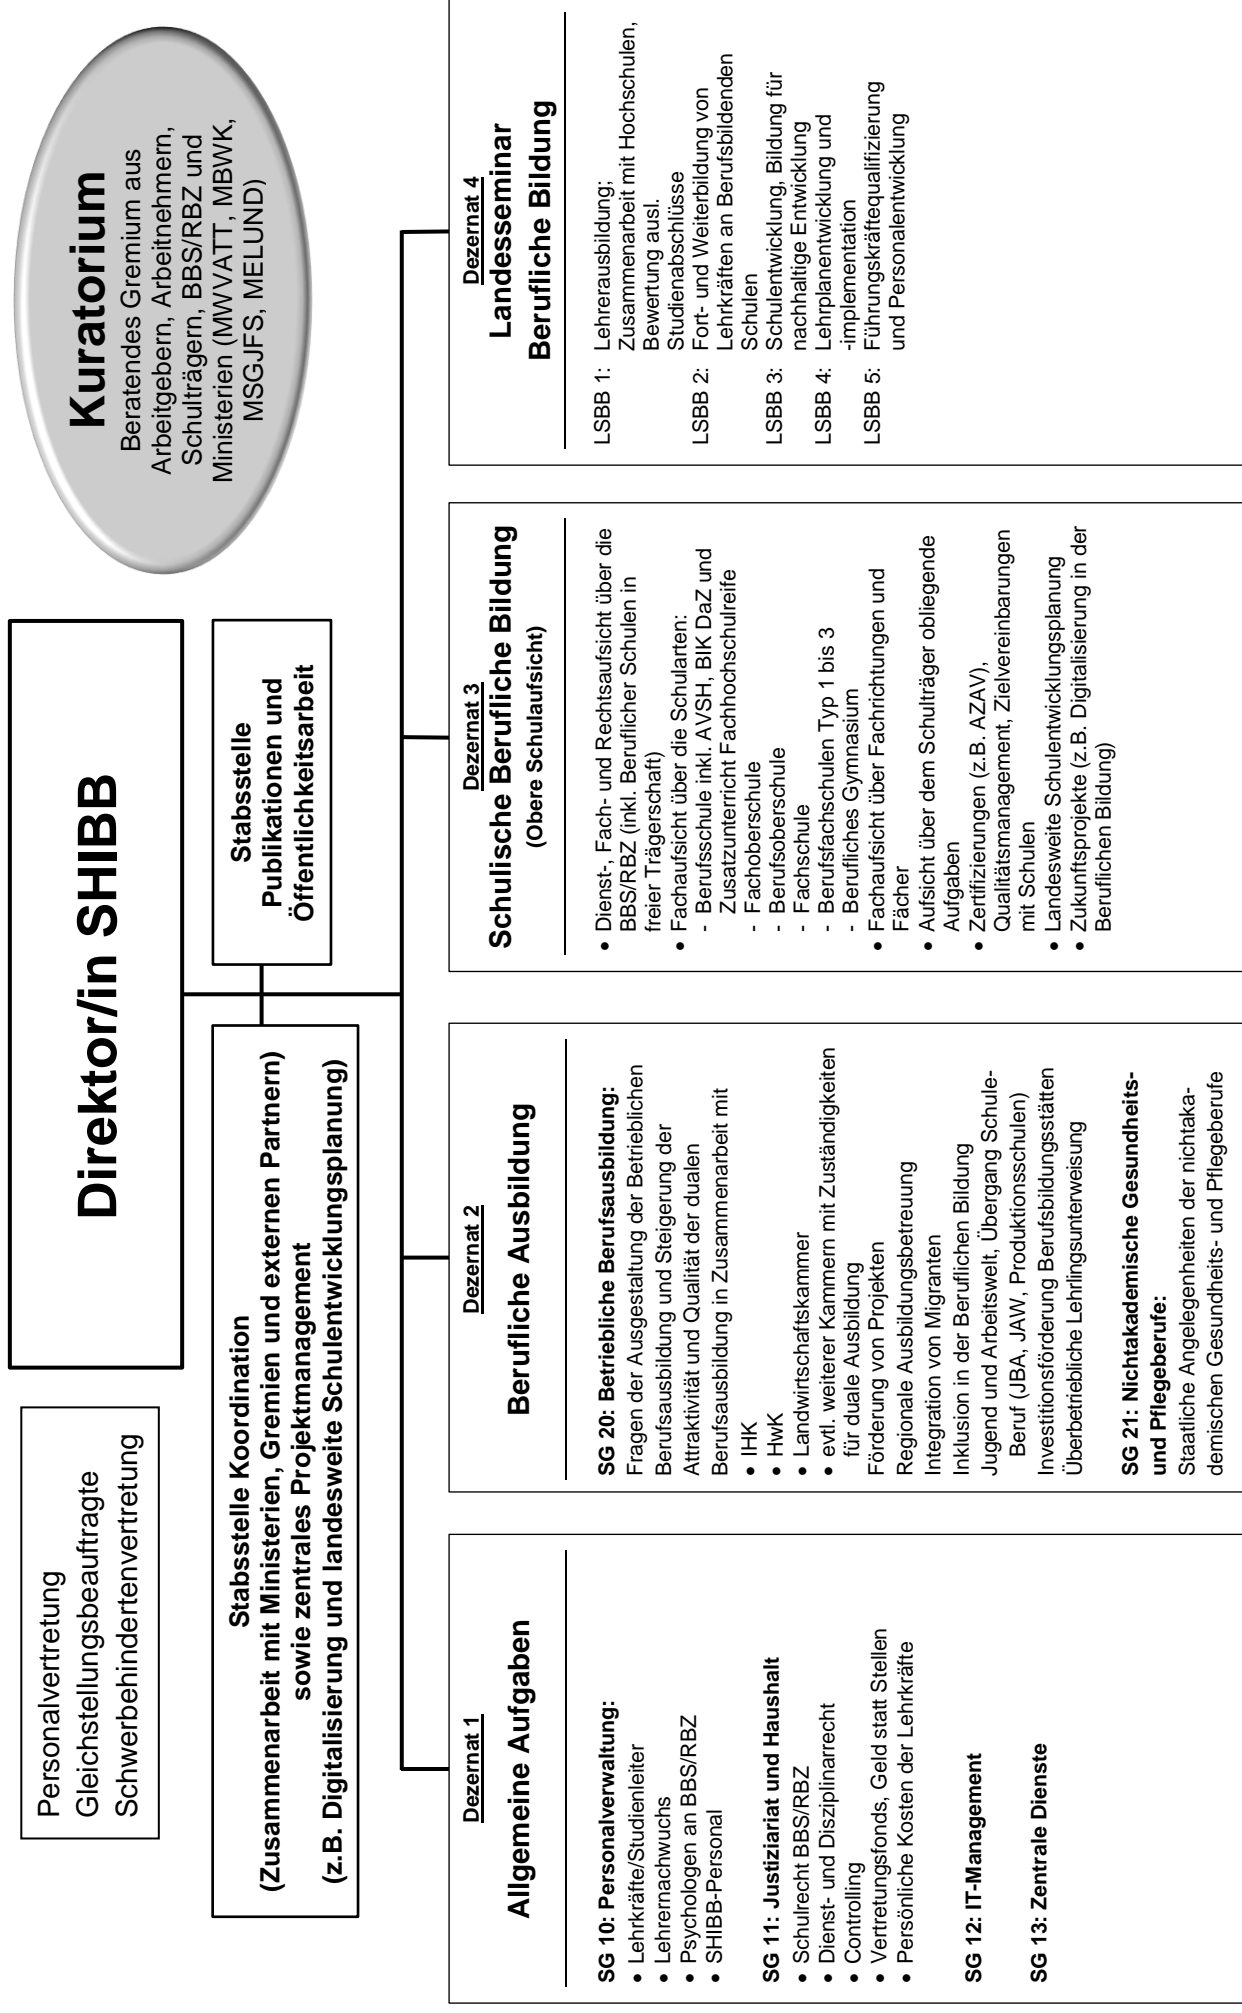 Personalvertretung
Gleichstellungsbeauftragte
Schwerbehindertenvertretung
Direktor/in SHIBB
Kuratorium
Beratendes Gremium aus
Arbeitgebern, Arbeitnehmern,
Schulträgern, BBS/RBZ und
Ministerien (MWVATT, MBWK,
MSGJFS, MELUND)
Stabsstelle Koordination
(Zusammenarbeit mit Ministerien, Gremien und externen Partnern)
sowie zentrales Projektmanagement
(z.B. Digitalisierung und landesweite Schulentwicklungsplanung)
Stabsstelle
Publikationen und
Öffentlichkeitsarbeit
Dezernat 1
Allgemeine Aufgaben
SG 10: Personalverwaltung:
• Lehrkräfte/Studienleiter
• Lehrernachwuchs
• Psychologen an BBS/RBZ
• SHIBB-Personal
SG 11: Justiziariat und Haushalt
• Schulrecht BBS/RBZ
• Dienst- und Disziplinarrecht
• Controlling
• Vertretungsfonds, Geld statt Stellen
• Persönliche Kosten der Lehrkräfte
SG 12: IT-Management
SG 13: Zentrale Dienste
Dezernat 2
Berufliche Ausbildung
SG 20: Betriebliche Berufsausbildung:
Fragen der Ausgestaltung der Betrieblichen
Berufsausbildung und Steigerung der
Attraktivität und Qualität der dualen
Berufsausbildung in Zusammenarbeit mit
• IHK
• HwK
• Landwirtschaftskammer
• evtl. weiterer Kammern mit Zuständigkeiten
für duale Ausbildung
Förderung von Projekten
Regionale Ausbildungsbetreuung
Integration von Migranten
Inklusion in der Beruflichen Bildung
Jugend und Arbeitswelt, Übergang Schule-
Beruf (JBA, JAW, Produktionsschulen)
Investitionsförderung Berufsbildungsstätten
Überbetriebliche Lehrlingsunterweisung
SG 21: Nichtakademische Gesundheits-
und Pflegeberufe:
Staatliche Angelegenheiten der nichtaka-
demischen Gesundheits- und Pflegeberufe
Dezernat 3
Schulische Berufliche Bildung
(Obere Schulaufsicht)
• Dienst-, Fach- und Rechtsaufsicht über die
BBS/RBZ (inkl. Beruflicher Schulen in
freier Trägerschaft)
• Fachaufsicht über die Schularten:
- Berufsschule inkl. AVSH, BIK DaZ und
Zusatzunterricht Fachhochschulreife
- Fachoberschule
- Berufsoberschule
- Fachschule
- Berufsfachschulen Typ 1 bis 3
- Berufliches Gymnasium
• Fachaufsicht über Fachrichtungen und
Fächer
• Aufsicht über dem Schulträger obliegende
Aufgaben
• Zertifizierungen (z.B. AZAV),
Qualitätsmanagement, Zielvereinbarungen
mit Schulen
• Landesweite Schulentwicklungsplanung
• Zukunftsprojekte (z.B. Digitalisierung in der
Beruflichen Bildung)
Dezernat 4
Landesseminar
Berufliche Bildung
LSBB 1: Lehrerausbildung;
Zusammenarbeit mit Hochschulen,
Bewertung ausl.
Studienabschlüsse
LSBB 2: Fort- und Weiterbildung von
Lehrkräften an Berufsbildenden
Schulen
LSBB 3: Schulentwicklung, Bildung für
nachhaltige Entwicklung
LSBB 4: Lehrplanentwicklung und
-implementation
LSBB 5: Führungskräftequalifizierung
und Personalentwicklung